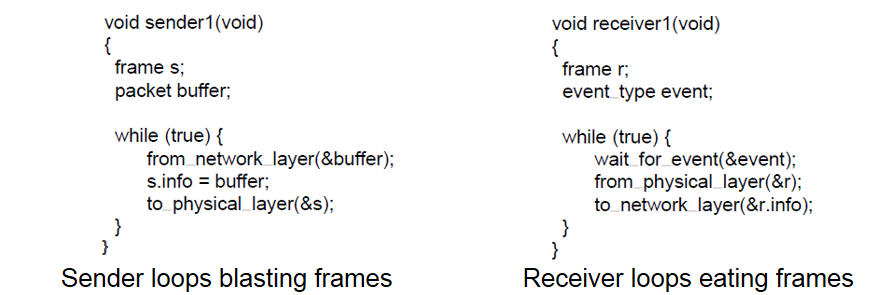 void sender1(void)
{
frame s;
packet buffer;
while (true) {
from_network_layer(&buffer);
s.info = buffer;
to_physical_layer(&s);
}
}
Sender loops blasting frames
void receiver1(void)
{
frame r;
event_type event;
while (true) {
wait_for_event(&event);
from_physical_layer(&r);
to_network_layer(&r.info);
}
}
Receiver loops eating frames